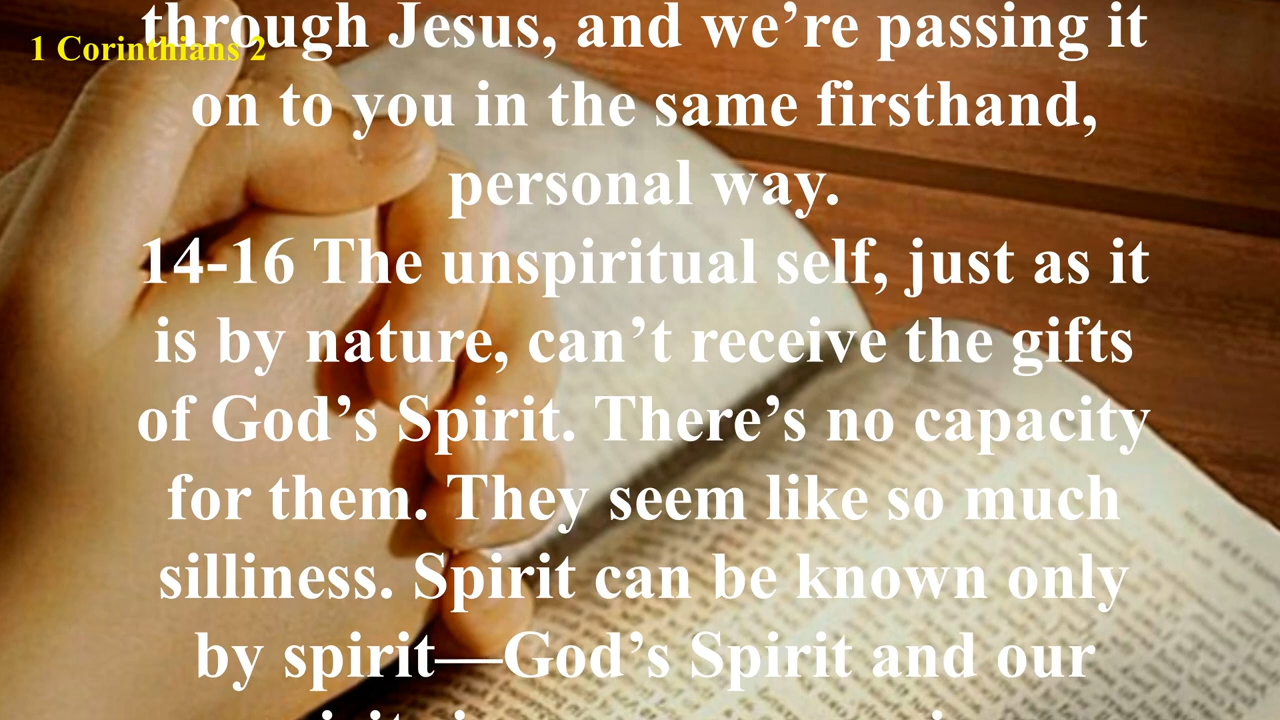 through Jesus, and we’re passing it
1 Corinthians 2
on to you in the same firsthand,
personal way.
14-16 The unspiritual self, just as it
is by nature, can’t receive the gifts
of God’s Spirit. There’s no capacity
for them. They seem like so much
silliness. Spirit can be known only
by spirit—God’s Spirit and our